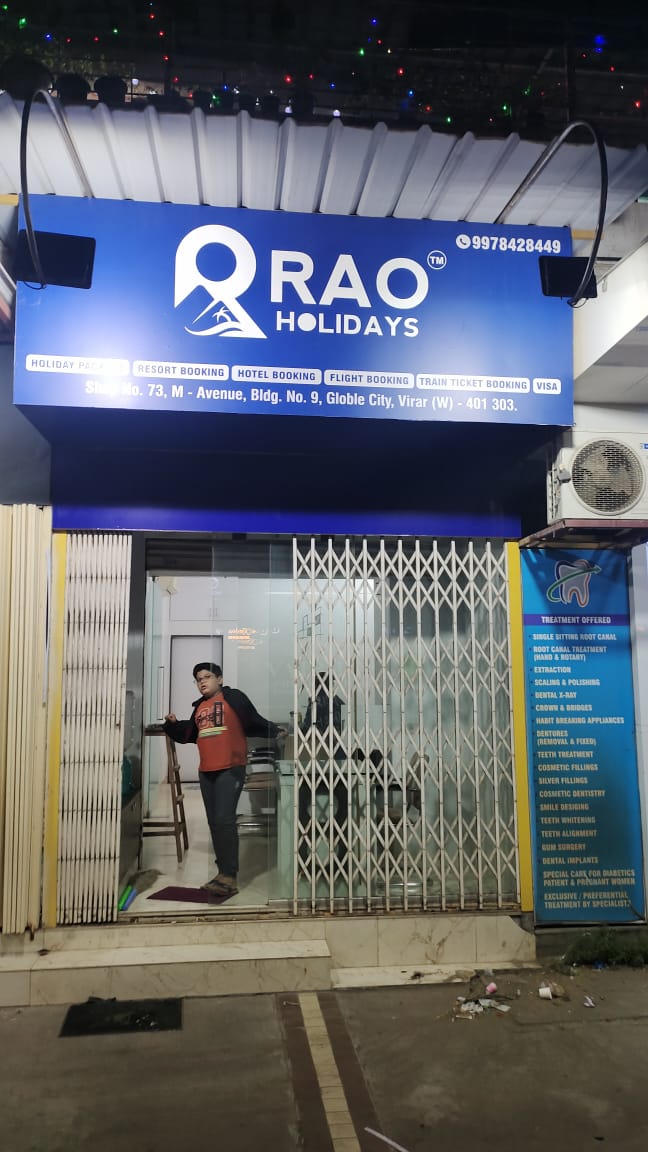 9978428449
RAO TM
HOLIDAYS
HOLIDAY RESORT BOOKING HOTEL BOOKING FLIGHT BOOKING TRAIN TICKET BOOKING VISA
No. 73, M - Avenue, Bldg. No. 9, Globle City, Virar (W) - 401 303.
TREATMENT OFFERED
SINGLE SITTING ROOT CANAL
ROOT CANAL TREATMENT
(HAND & ROTARY)
EXTRACTION
SCALING & POLISHING
DENTAL X-RAY
CROWN & BRIDGES
HABIT BREAKING APPLIANCES
DENTURES
(REMOVAL & FIXED)
TEETH TREATMENT
COSMETIC FILLINGS
SILVER FILLINGS
COSMETIC DENTISTRY
SMILE DESIGING
TEETH WHITENING
TEETH ALIGNMENT
GUM SURGERY
DENTAL IMPLANTS
SPECIAL CARE FOR DIABETICS
PATIENT & PREGNANT WOMEN
EXCLUSIVE / PREFERENTIAL
TREATMENT BY SPECIALIST